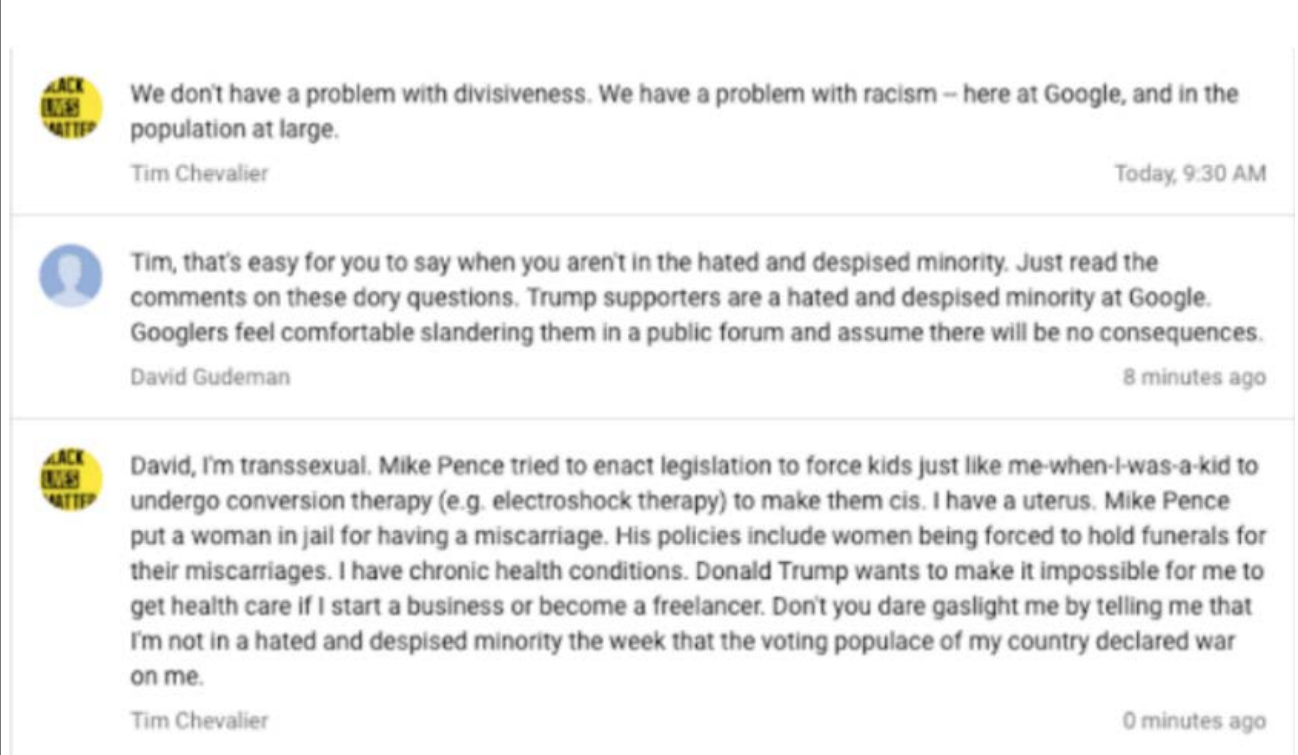 BLACK
LIVES
MATTER
We don't have a problem with divisiveness. We have a problem with racism – here at Google, and in the
population at large.
Tim Chevalier Today, 9:30 AM
Tim, that's easy for you to say when you aren't in the hated and despised minority. Just read the
comments on these dory questions. Trump supporters are a hated and despised minority at Google.
Googlers feel comfortable slandering them in a public forum and assume there will be no consequences.
David Gudeman 8 minutes ago
BLACK
LIVES
MATTER
David, I'm transsexual. Mike Pence tried to enact legislation to force kids just like me-when-I-was-a-kid to
undergo conversion therapy (e.g. electroshock therapy) to make them cis. I have a uterus. Mike Pence
put a woman in jail for having a miscarriage. His policies include women being forced to hold funerals for
their miscarriages. I have chronic health conditions. Donald Trump wants to make it impossible for me to
get health care if I start a business or become a freelancer. Don't you dare gaslight me by telling me that
I'm not in a hated and despised minority the week that the voting populace of my country declared war
on me.
Tim Chevalier 0 minutes ago